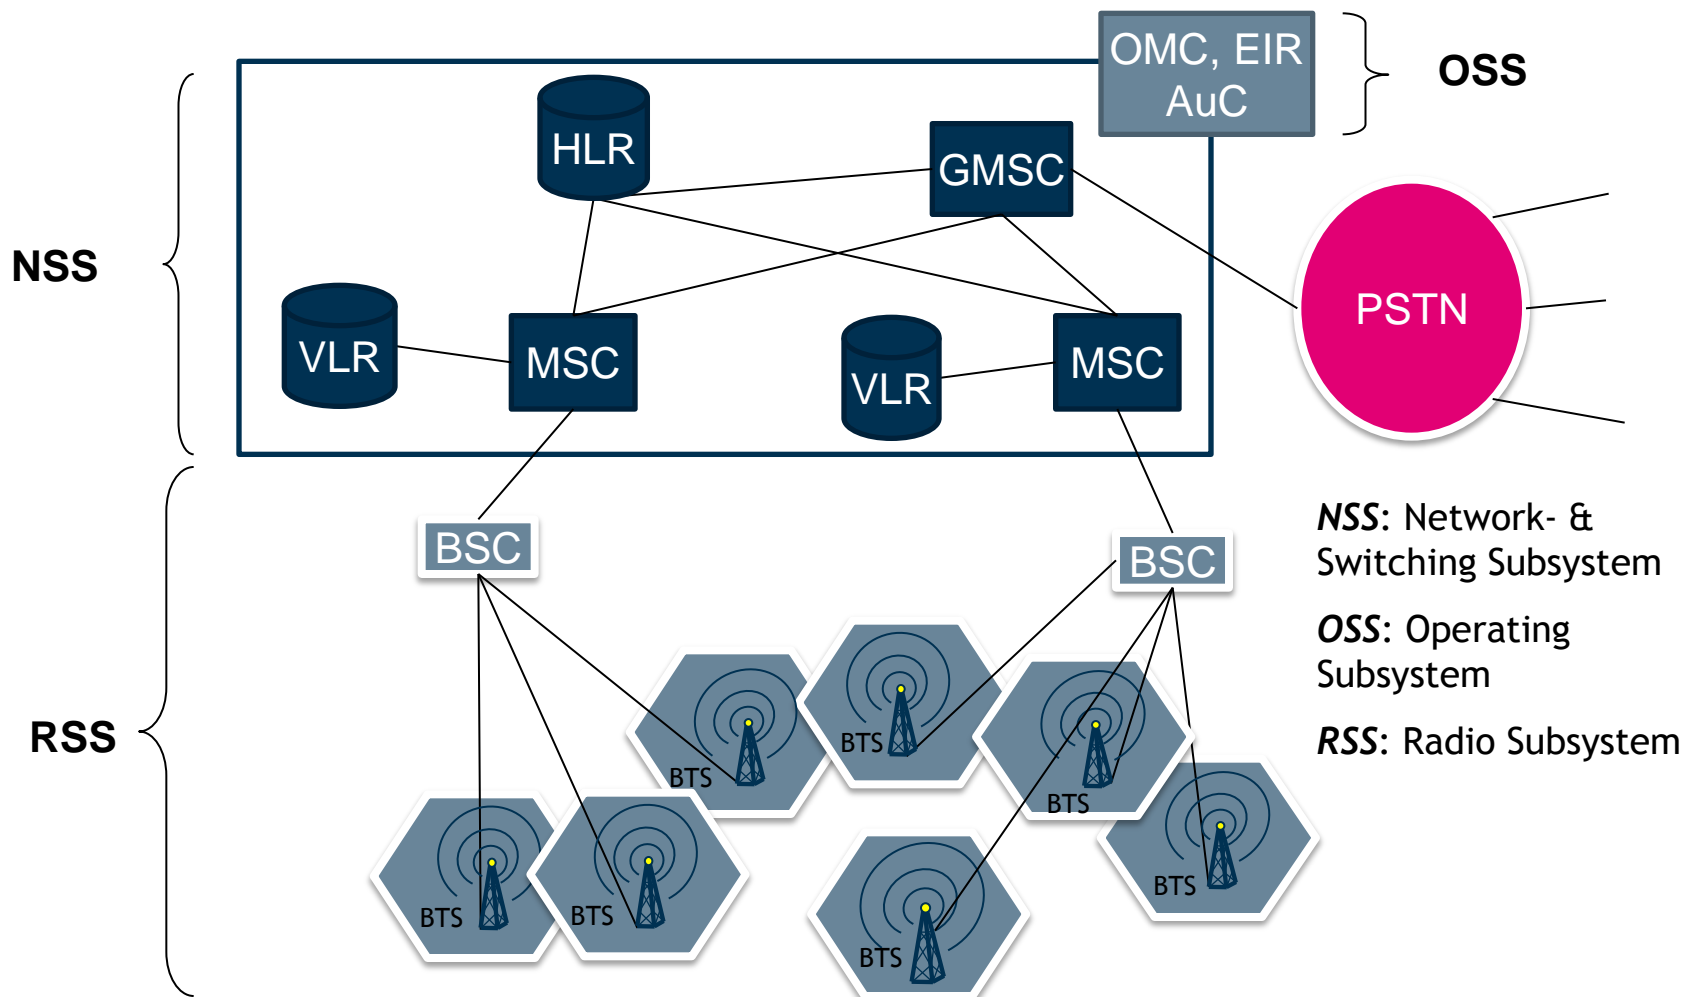 OMC, EIR
AuC
OSS
HLR
GMSC
NSS
PSTN
VLR
MSC
VLR
MSC
BSC
BSC
NSS: Network- &
Switching Subsystem
OSS: Operating
Subsystem
RSS: Radio Subsystem
RSS
BTS
BTS
BTS
BTS
BTS
BTS
BTS